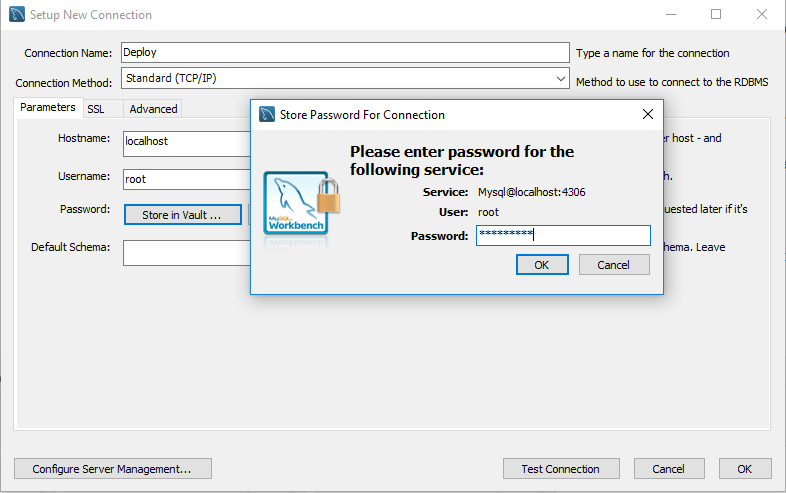 Setup New Connection
Connection Name: Deploy Type a name for the connection
Connection Method: Standard (TCP/IP) Method to use to connect to the RDBMS
Parameters SSL Advanced
Store Password For Connection
Hostname: localhost er host - and
Please enter password for the
following service:
Username: root h.
Service: Mysql@localhost:4306
User: root
Password: Store in Vault ... uested later if it's
MySQL
Workbench
Password: *********
Default Schema: hema. Leave
OK Cancel
Configure Server Management... Test Connection Cancel OK